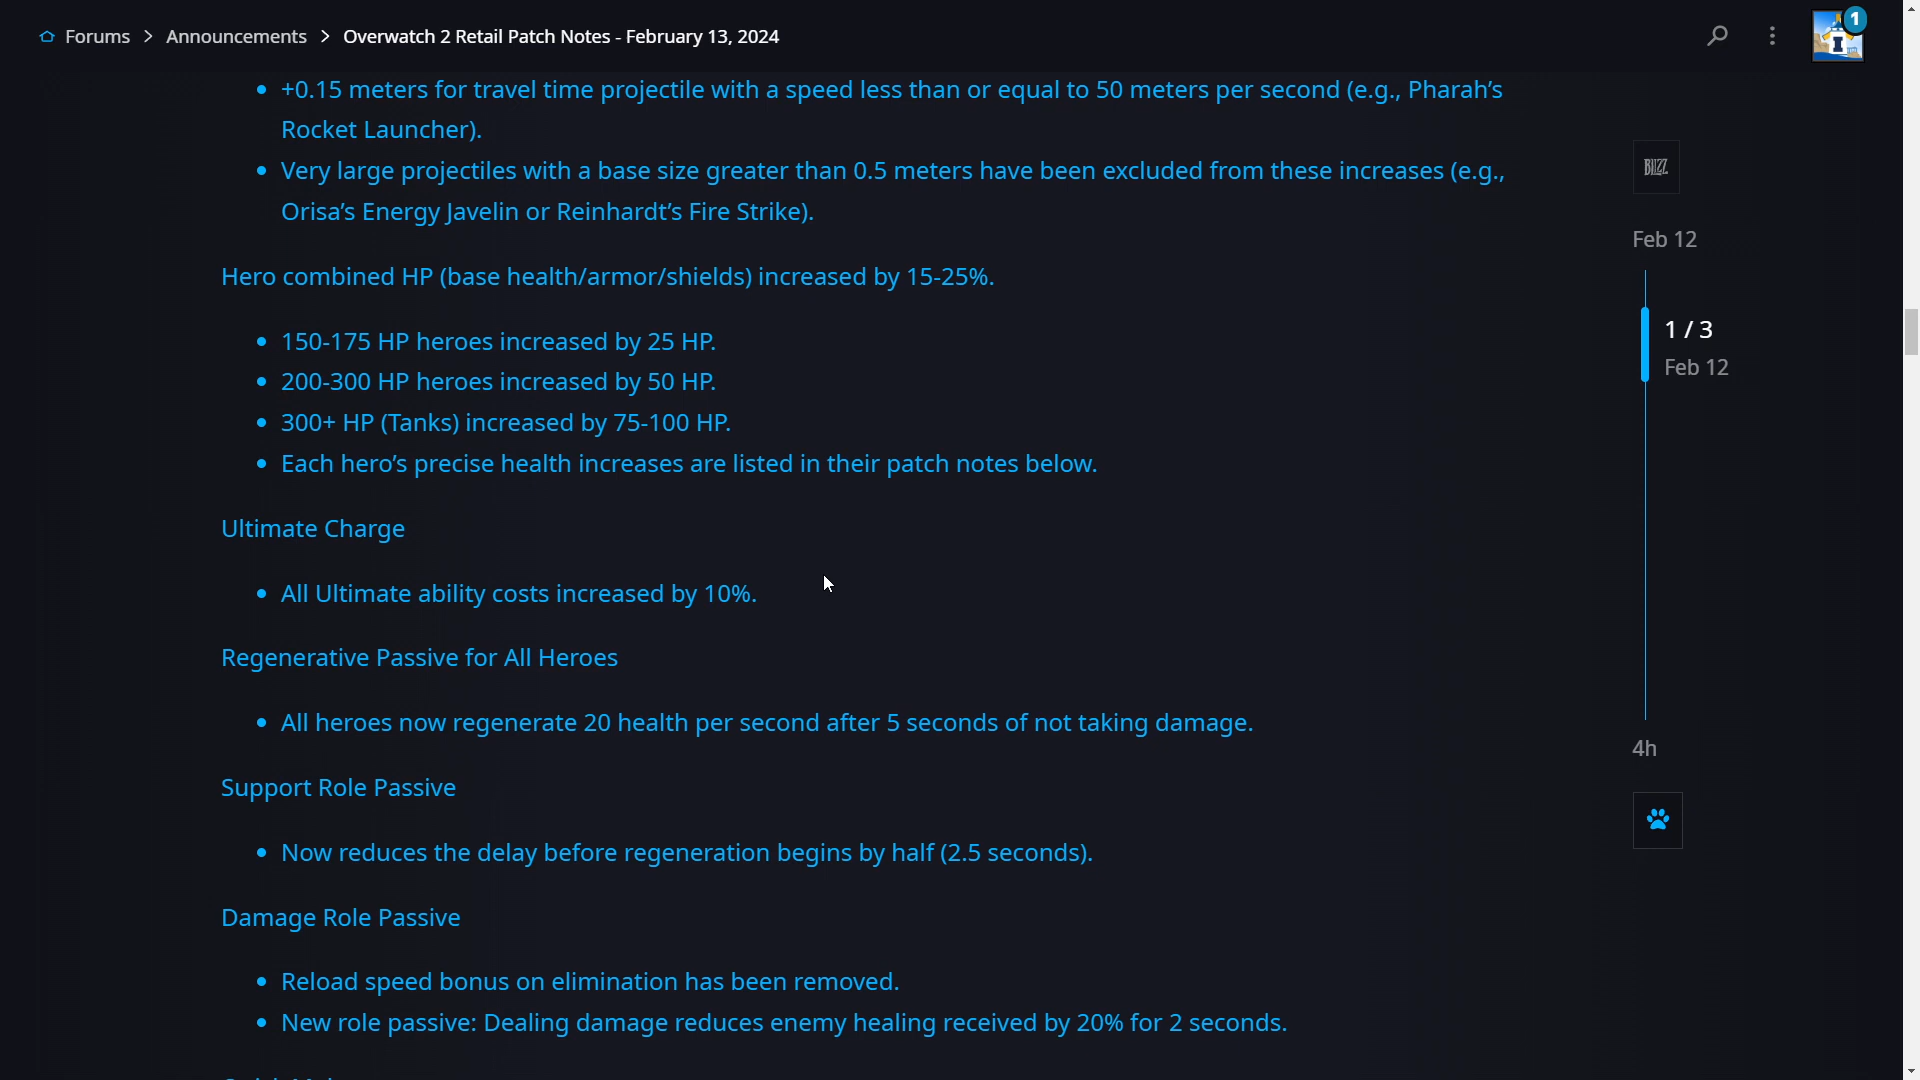 Forums > Announcements > Overwatch 2 Retail Patch Notes - February 13, 2024
1
+0.15 meters for travel time projectile with a speed less than or equal to 50 meters per second (e.g., Pharah’s
Rocket Launcher).
Very large projectiles with a base size greater than 0.5 meters have been excluded from these increases (e.g.,
Orisa’s Energy Javelin or Reinhardt’s Fire Strike).
Hero combined HP (base health/armor/shields) increased by 15-25%.
150-175 HP heroes increased by 25 HP.
200-300 HP heroes increased by 50 HP.
300+ HP (Tanks) increased by 75-100 HP.
Each hero’s precise health increases are listed in their patch notes below.
Ultimate Charge
All Ultimate ability costs increased by 10%.
Regenerative Passive for All Heroes
All heroes now regenerate 20 health per second after 5 seconds of not taking damage.
Support Role Passive
Now reduces the delay before regeneration begins by half (2.5 seconds).
Damage Role Passive
Reload speed bonus on elimination has been removed.
New role passive: Dealing damage reduces enemy healing received by 20% for 2 seconds.
BLIZZ
Feb 12
1 / 3
Feb 12
4h